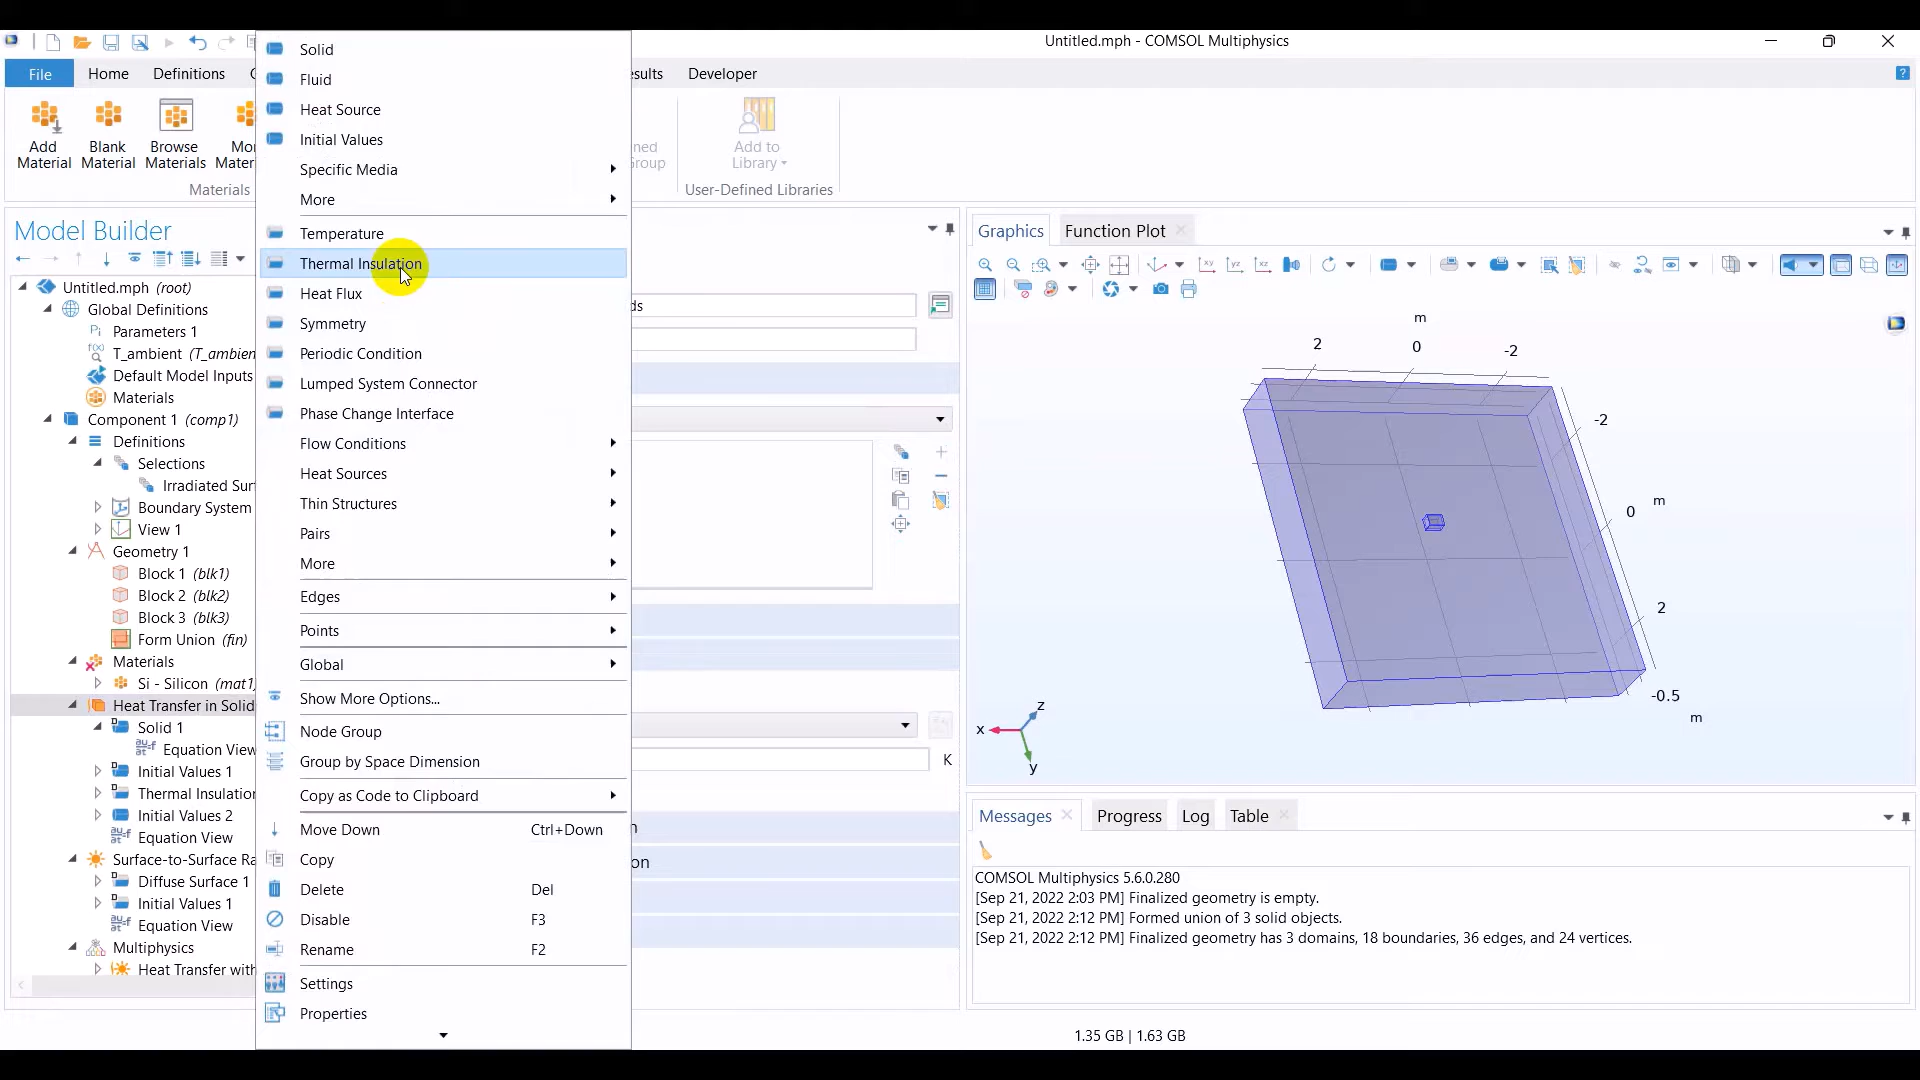 Untitled.mph - COMSOL Multiphysics
File
Home
Definitions
sults
Developer
Add
Material
Blank
Material
Browse
Materials
Mor
Mater
Materials
ned
Group
Add to
Library
User-Defined Libraries
Model Builder
Untitled.mph (root)
Global Definitions
Parameters 1
T_ambient (T_ambien
Default Model Inputs
Materials
Component 1 (comp1)
Definitions
Selections
Irradiated Surf
Boundary System
View 1
Geometry 1
Block 1 (blk1)
Block 2 (blk2)
Block 3 (blk3)
Form Union (fin)
Materials
Si - Silicon (mat1)
Heat Transfer in Solid
Solid 1
Equation View
Initial Values 1
Thermal Insulation
Initial Values 2
Equation View
Surface-to-Surface Ra
Diffuse Surface 1
Initial Values 1
Equation View
Multiphysics
Heat Transfer with
Solid
Fluid
Heat Source
Initial Values
Specific Media
More
Temperature
Thermal Insulation
Heat Flux
Symmetry
Periodic Condition
Lumped System Connector
Phase Change Interface
Flow Conditions
Heat Sources
Thin Structures
Pairs
More
Edges
Points
Global
Show More Options...
Node Group
Group by Space Dimension
Copy as Code to Clipboard
Move Down Ctrl+Down
Copy
Delete Del
Disable F3
Rename F2
Settings
Properties
ds
K
n
on
Graphics
Function Plot
m
2
0
-2
-2
0
m
2
-0.5
m
x
y
z
Messages
Progress
Log
Table
COMSOL Multiphysics 5.6.0.280
[Sep 21, 2022 2:03 PM] Finalized geometry is empty.
[Sep 21, 2022 2:12 PM] Formed union of 3 solid objects.
[Sep 21, 2022 2:12 PM] Finalized geometry has 3 domains, 18 boundaries, 36 edges, and 24 vertices.
1.35 GB | 1.63 GB